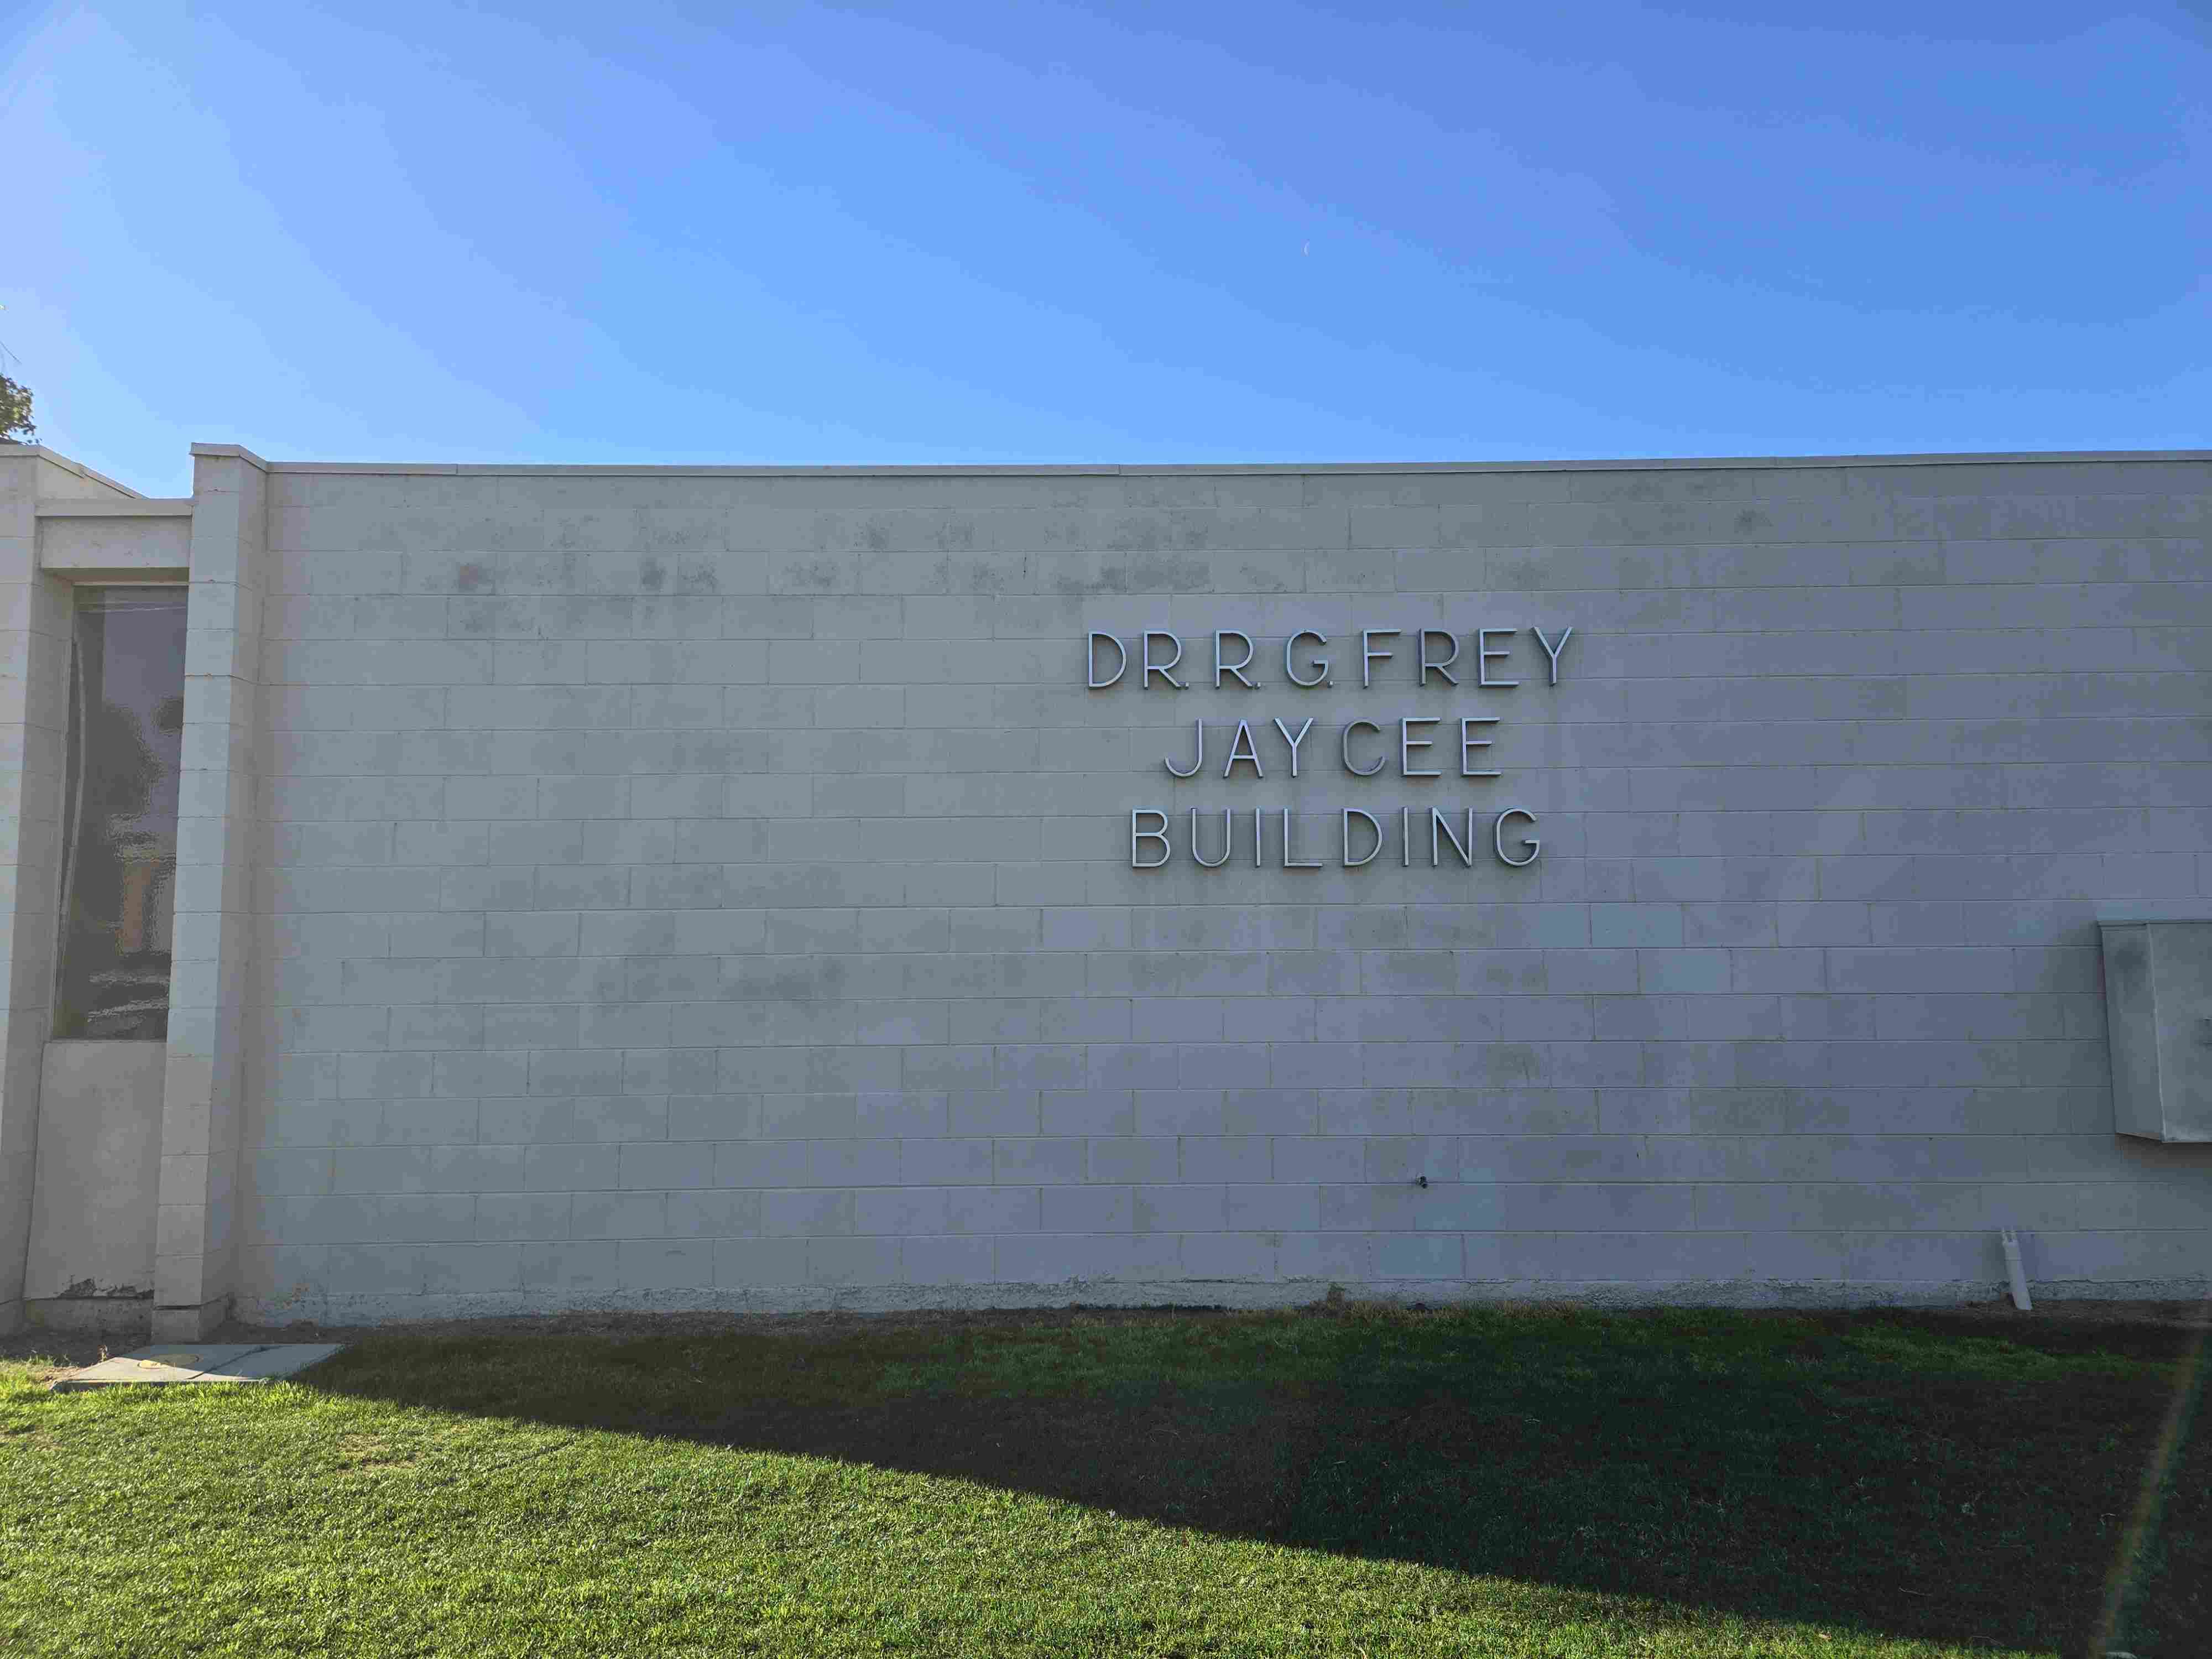 DR. R. G. FREY
JAYCEE
BUILDING